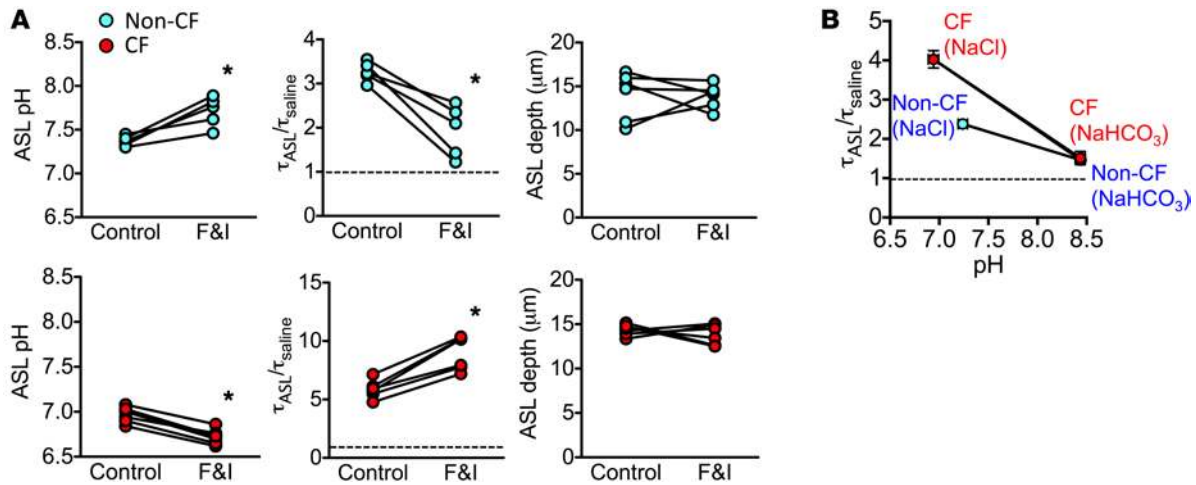 A
Non-CF
CF
ASL pH
8.5
8.0
7.5
7.0
6.5
*
Control
F&I
τASL/τsaline
4
3
2
1
0
*
Control
F&I
ASL depth (μm)
20
15
10
5
0
Control
F&I
ASL pH
8.5
8.0
7.5
7.0
6.5
*
Control
F&I
τASL/τsaline
15
10
5
0
*
Control
F&I
ASL depth (μm)
20
15
10
5
0
Control
F&I
B
τASL/τsaline
5
4
3
2
1
0
CF
(NaCl)
Non-CF
(NaCl)
CF
(NaHCO3)
Non-CF
(NaHCO3)
6.5
7.0
7.5
8.0
8.5
pH